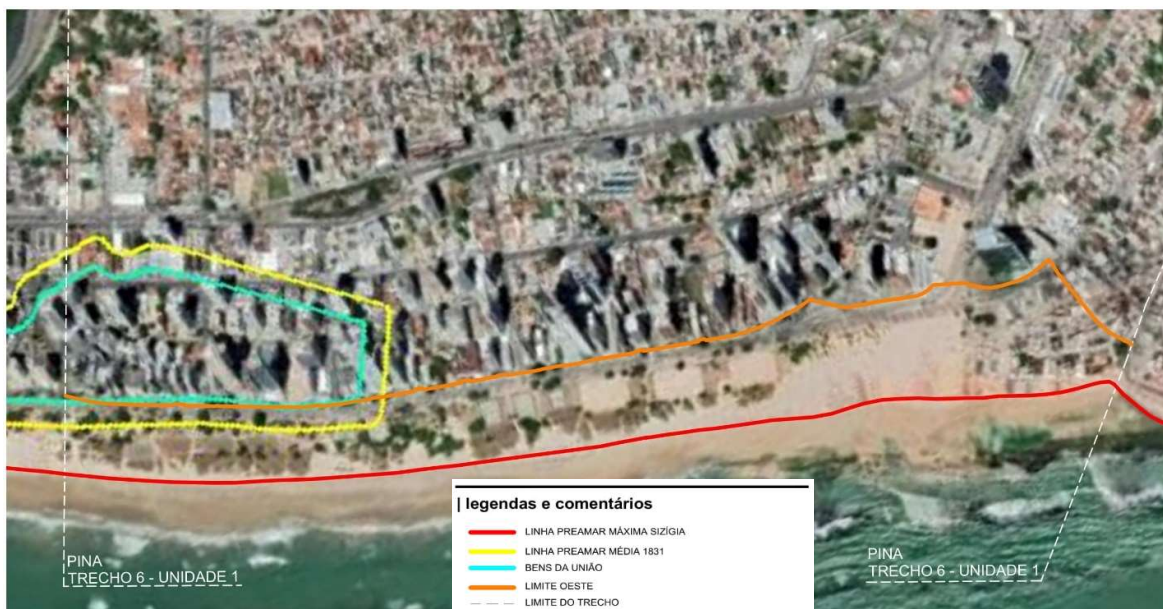 PINA
TRECHO 6 - UNIDADE 1
| legendas e comentários
LINHA PREAMAR MÁXIMA SIZÍGIA
LINHA PREAMAR MÉDIA 1831
BENS DA UNIÃO
LIMITE OESTE
LIMITE DO TRECHO
PINA
TRECHO 6 - UNIDADE 1